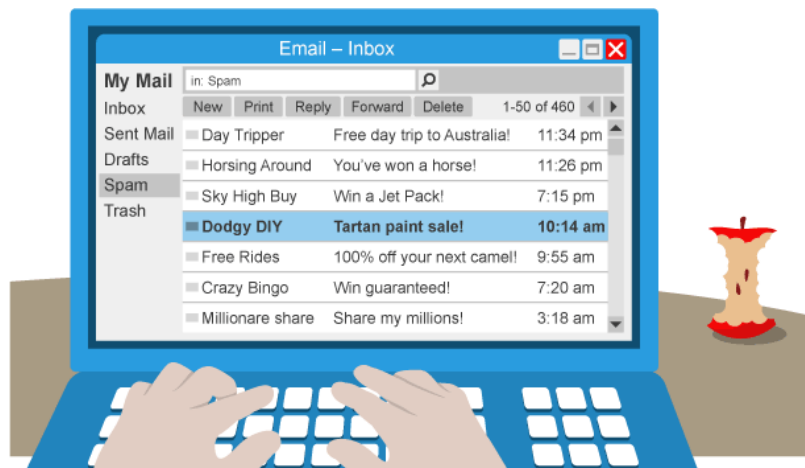 Email – Inbox
My Mail
in: Spam
Inbox
New Print Reply Forward Delete 1-50 of 460
Sent Mail
Day Tripper Free day trip to Australia! 11:34 pm
Drafts
Horsing Around You've won a horse! 11:26 pm
Spam
Sky High Buy Win a Jet Pack! 7:15 pm
Trash
Dodgy DIY Tartan paint sale! 10:14 am
Free Rides 100% off your next camel! 9:55 am
Crazy Bingo Win guaranteed! 7:20 am
Millionare share Share my millions! 3:18 am